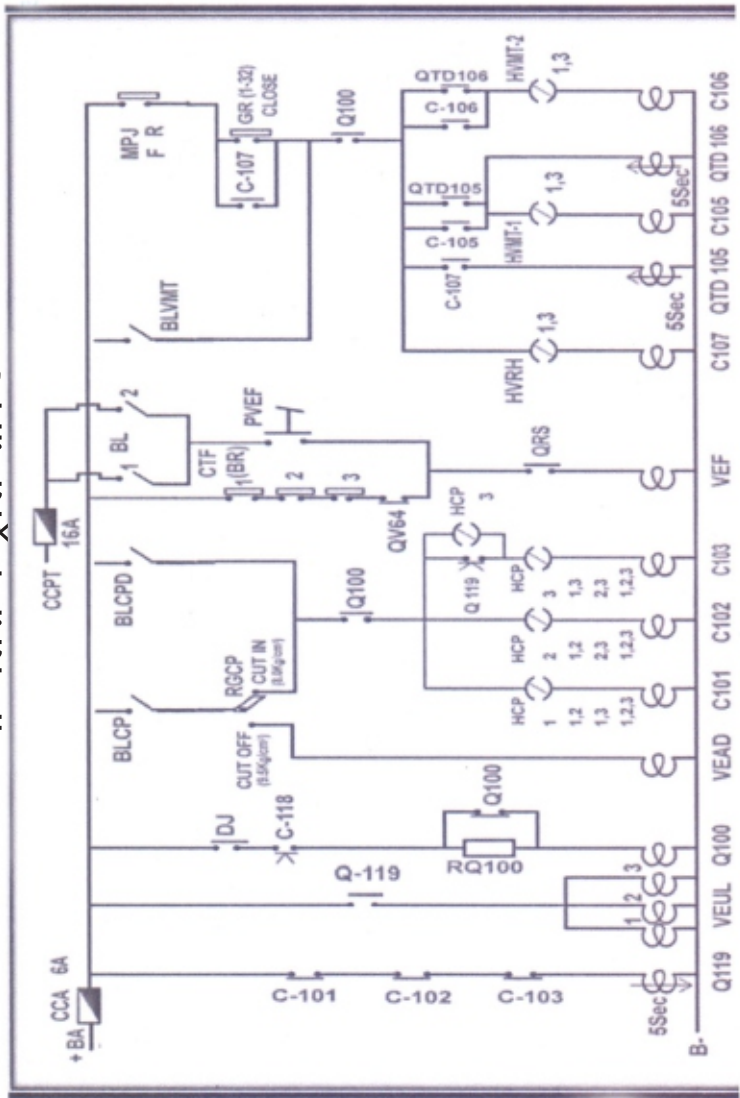 + BA
CCA 6A
CCPT
16A
BLCP
BLCPD
BL
1
2
BLVMT
MPJ
F R
GR (1-32)
CLOSE
C-107
DJ
C-118
RGCP
CUT IN
CUT OFF
CTF
1(BR)
2
3
PVEF
QV64
Q100
Q-119
RQ100
Q100
Q100
C-101
C-102
C-103
Q119
HCP
3
HCP
1
1,2
1,3
1,2,3
HCP
2
1,2
2,3
1,2,3
HCP
3
1,3
2,3
1,2,3
QRS
C-107
C-105
QTD105
C-106
QTD106
HVRH
1,3
HVMT-1
1,3
HVMT-2
1,3
5Sec
1
2
3
5Sec
5Sec
B-
Q119
VEUL
Q100
VEAD
C101
C102
C103
VEF
C107
QTD 105
C105
QTD 106
C106